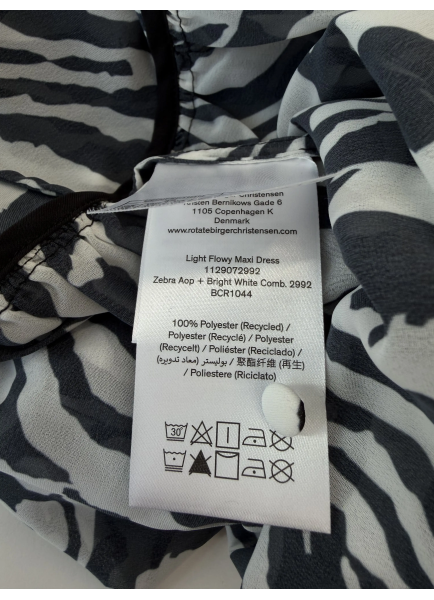 Christensen
Bernikows Gade 6
1105 Copenhagen K
Denmark
www.rotatebirgerchristensen.com
Light Flowy Maxi Dress
1129072992
Zebra Aop + Bright White Comb. 2992
BCR1044
100% Polyester (Recycled) /
Polyester (Recyclé) / Polyester
(Recycelt) / Poliéster (Reciclado) /
聚酯纤维 (再生) / بوليستر (معاد تدويره)
/ Poliestere (Riciclato)
30